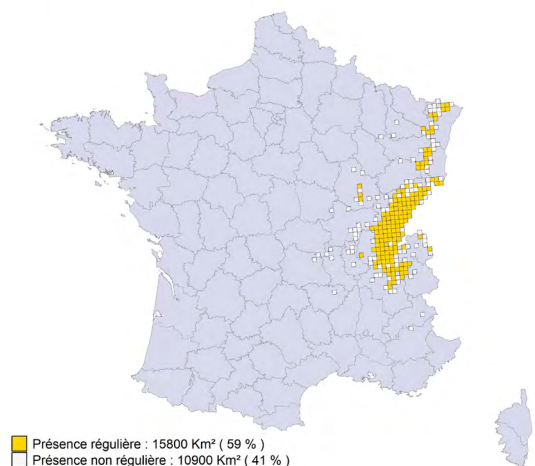 Présence régulière : 15800 Km² ( 59 % )
Présence non régulière : 10900 Km² ( 41 % )